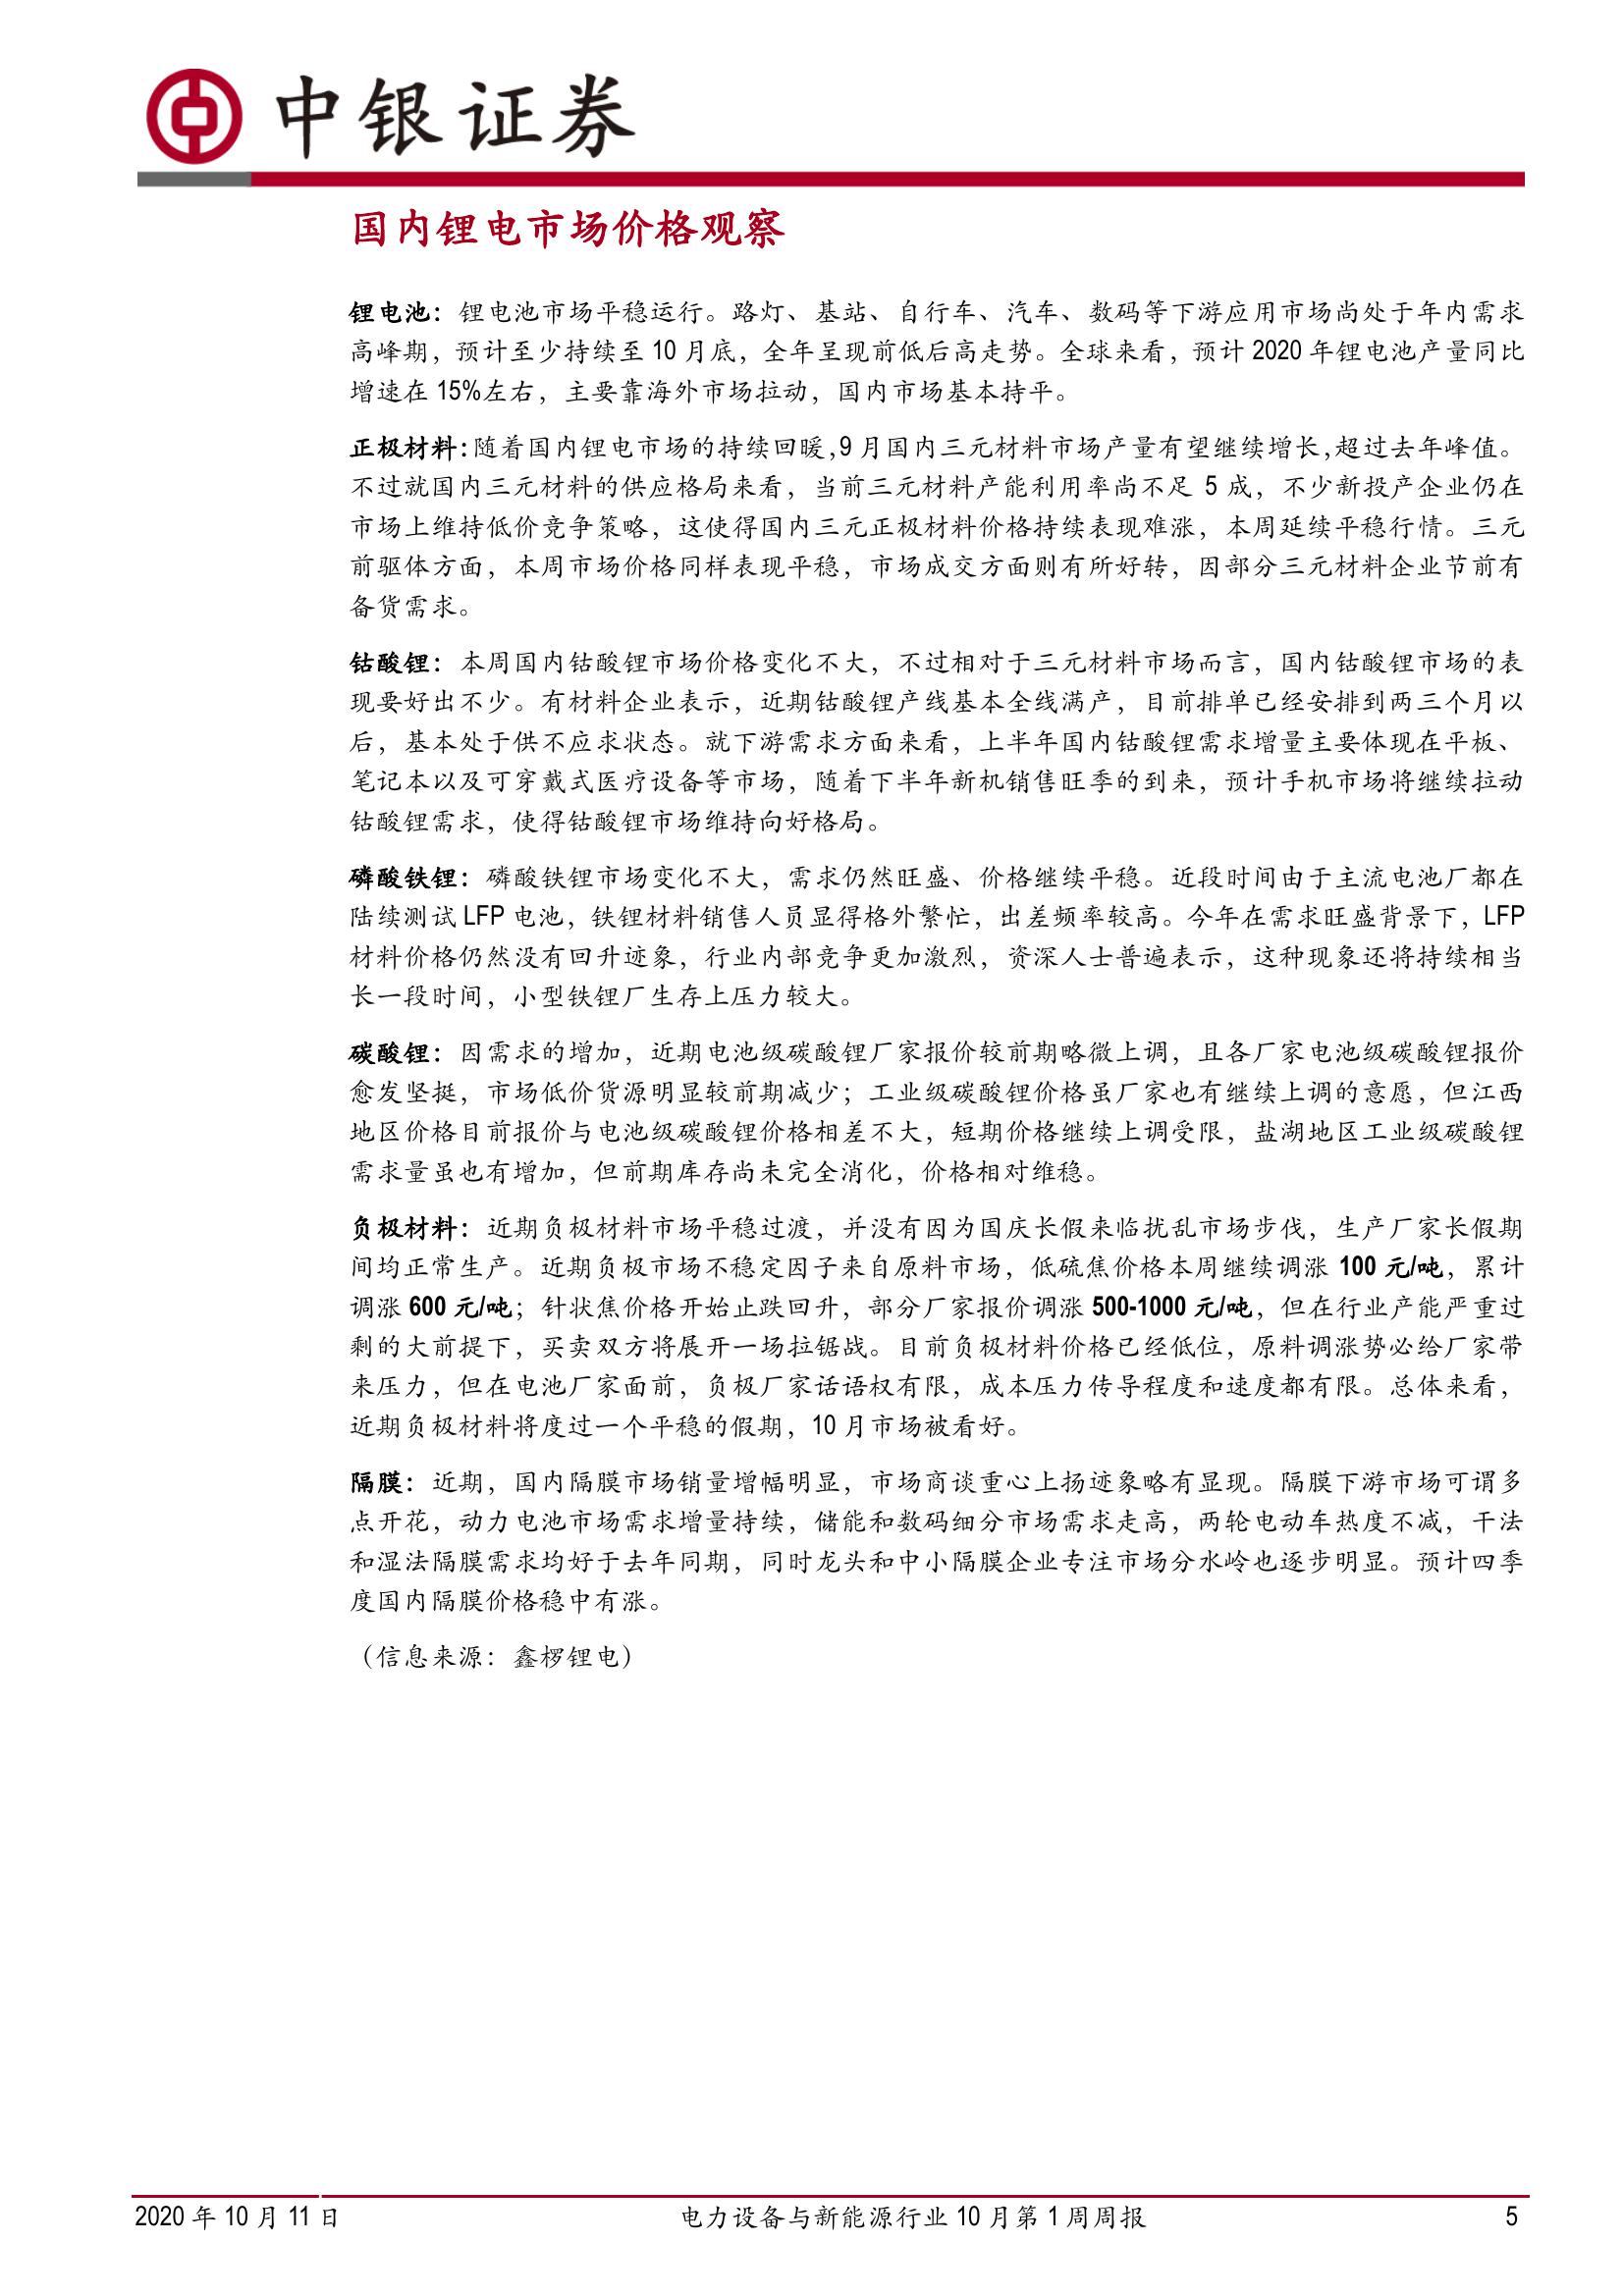 中银证券
国内锂电市场价格观察
锂电池：锂电池市场平稳运行。路灯、基站、自行车、汽车、数码等下游应用市场尚处于年内需求
高峰期，预计至少持续至 10 月底，全年呈现前低后高走势。全球来看，预计 2020 年锂电池产量同比
增速在 15%左右，主要靠海外市场拉动，国内市场基本持平。
正极材料：随着国内锂电市场的持续回暖，9 月国内三元材料市场产量有望继续增长，超过去年峰值。
不过就国内三元材料的供应格局来看，当前三元材料产能利用率尚不足 5 成，不少新投产企业仍在
市场上维持低价竞争策略，这使得国内三元正极材料价格持续表现难涨，本周延续平稳行情。三元
前驱体方面，本周市场价格同样表现平稳，市场成交方面则有所好转，因部分三元材料企业节前有
备货需求。
钴酸锂：本周国内钴酸锂市场价格变化不大，不过相对于三元材料市场而言，国内钴酸锂市场的表
现要好出不少。有材料企业表示，近期钴酸锂产线基本全线满产，目前排单已经安排到两三个月以
后，基本处于供不应求状态。就下游需求方面来看，上半年国内钴酸锂需求增量主要体现在平板、
笔记本以及可穿戴式医疗设备等市场，随着下半年新机销售旺季的到来，预计手机市场将继续拉动
钴酸锂需求，使得钴酸锂市场维持向好格局。
磷酸铁锂：磷酸铁锂市场变化不大，需求仍然旺盛、价格继续平稳。近段时间由于主流电池厂都在
陆续测试 LFP 电池，铁锂材料销售人员显得格外繁忙，出差频率较高。今年在需求旺盛背景下，LFP
材料价格仍然没有回升迹象，行业内部竞争更加激烈，资深人士普遍表示，这种现象还将持续相当
长一段时间，小型铁锂厂生存上压力较大。
碳酸锂：因需求的增加，近期电池级碳酸锂厂家报价较前期略微上调，且各厂家电池级碳酸锂报价
愈发坚挺，市场低价货源明显较前期减少；工业级碳酸锂价格虽厂家也有继续上调的意愿，但江西
地区价格目前报价与电池级碳酸锂价格相差不大，短期价格继续上调受限，盐湖地区工业级碳酸锂
需求量虽也有增加，但前期库存尚未完全消化，价格相对维稳。
负极材料：近期负极材料市场平稳过渡，并没有因为国庆长假来临扰乱市场步伐，生产厂家长假期
间均正常生产。近期负极市场不稳定因子来自原料市场，低硫焦价格本周继续调涨 100 元/吨，累计
调涨 600 元/吨；针状焦价格开始止跌回升，部分厂家报价调涨 500-1000 元/吨，但在行业产能严重过
剩的大前提下，买卖双方将展开一场拉锯战。目前负极材料价格已经低位，原料调涨势必给厂家带
来压力，但在电池厂家面前，负极厂家话语权有限，成本压力传导程度和速度都有限。总体来看，
近期负极材料将度过一个平稳的假期，10 月市场被看好。
隔膜：近期，国内隔膜市场销量增幅明显，市场商谈重心上扬迹象略有显现。隔膜下游市场可谓多
点开花，动力电池市场需求增量持续，储能和数码细分市场需求走高，两轮电动车热度不减，干法
和湿法隔膜需求均好于去年同期，同时龙头和中小隔膜企业专注市场分水岭也逐步明显。预计四季
度国内隔膜价格稳中有涨。
（信息来源：鑫椤锂电）
2020 年 10 月 11 日 电力设备与新能源行业 10 月第 1 周周报 5